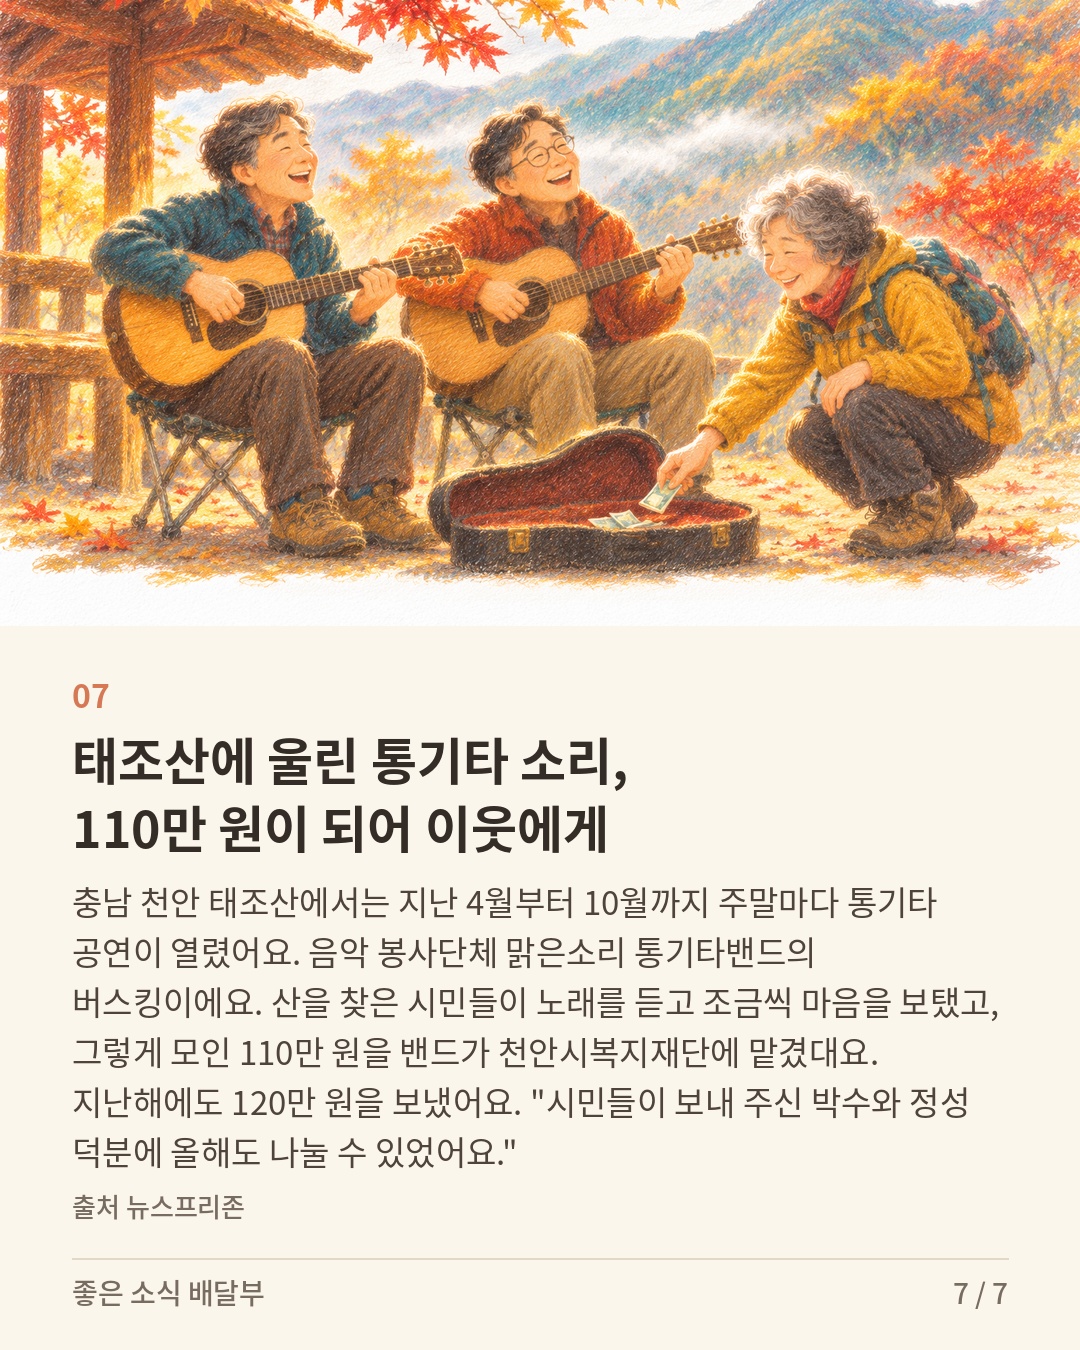 07
태조산에 울린 통기타 소리,
110만 원이 되어 이웃에게
충남 천안 태조산에서는 지난 4월부터 10월까지 주말마다 통기타
공연이 열렸어요. 음악 봉사단체 맑은소리 통기타밴드의
버스킹이에요. 산을 찾은 시민들이 노래를 듣고 조금씩 마음을 보탰고,
그렇게 모인 110만 원을 밴드가 천안시복지재단에 맡겼대요.
지난해에도 120만 원을 보냈어요. "시민들이 보내 주신 박수와 정성
덕분에 올해도 나눌 수 있었어요."
출처 뉴스프리존
좋은 소식 배달부
7 / 7